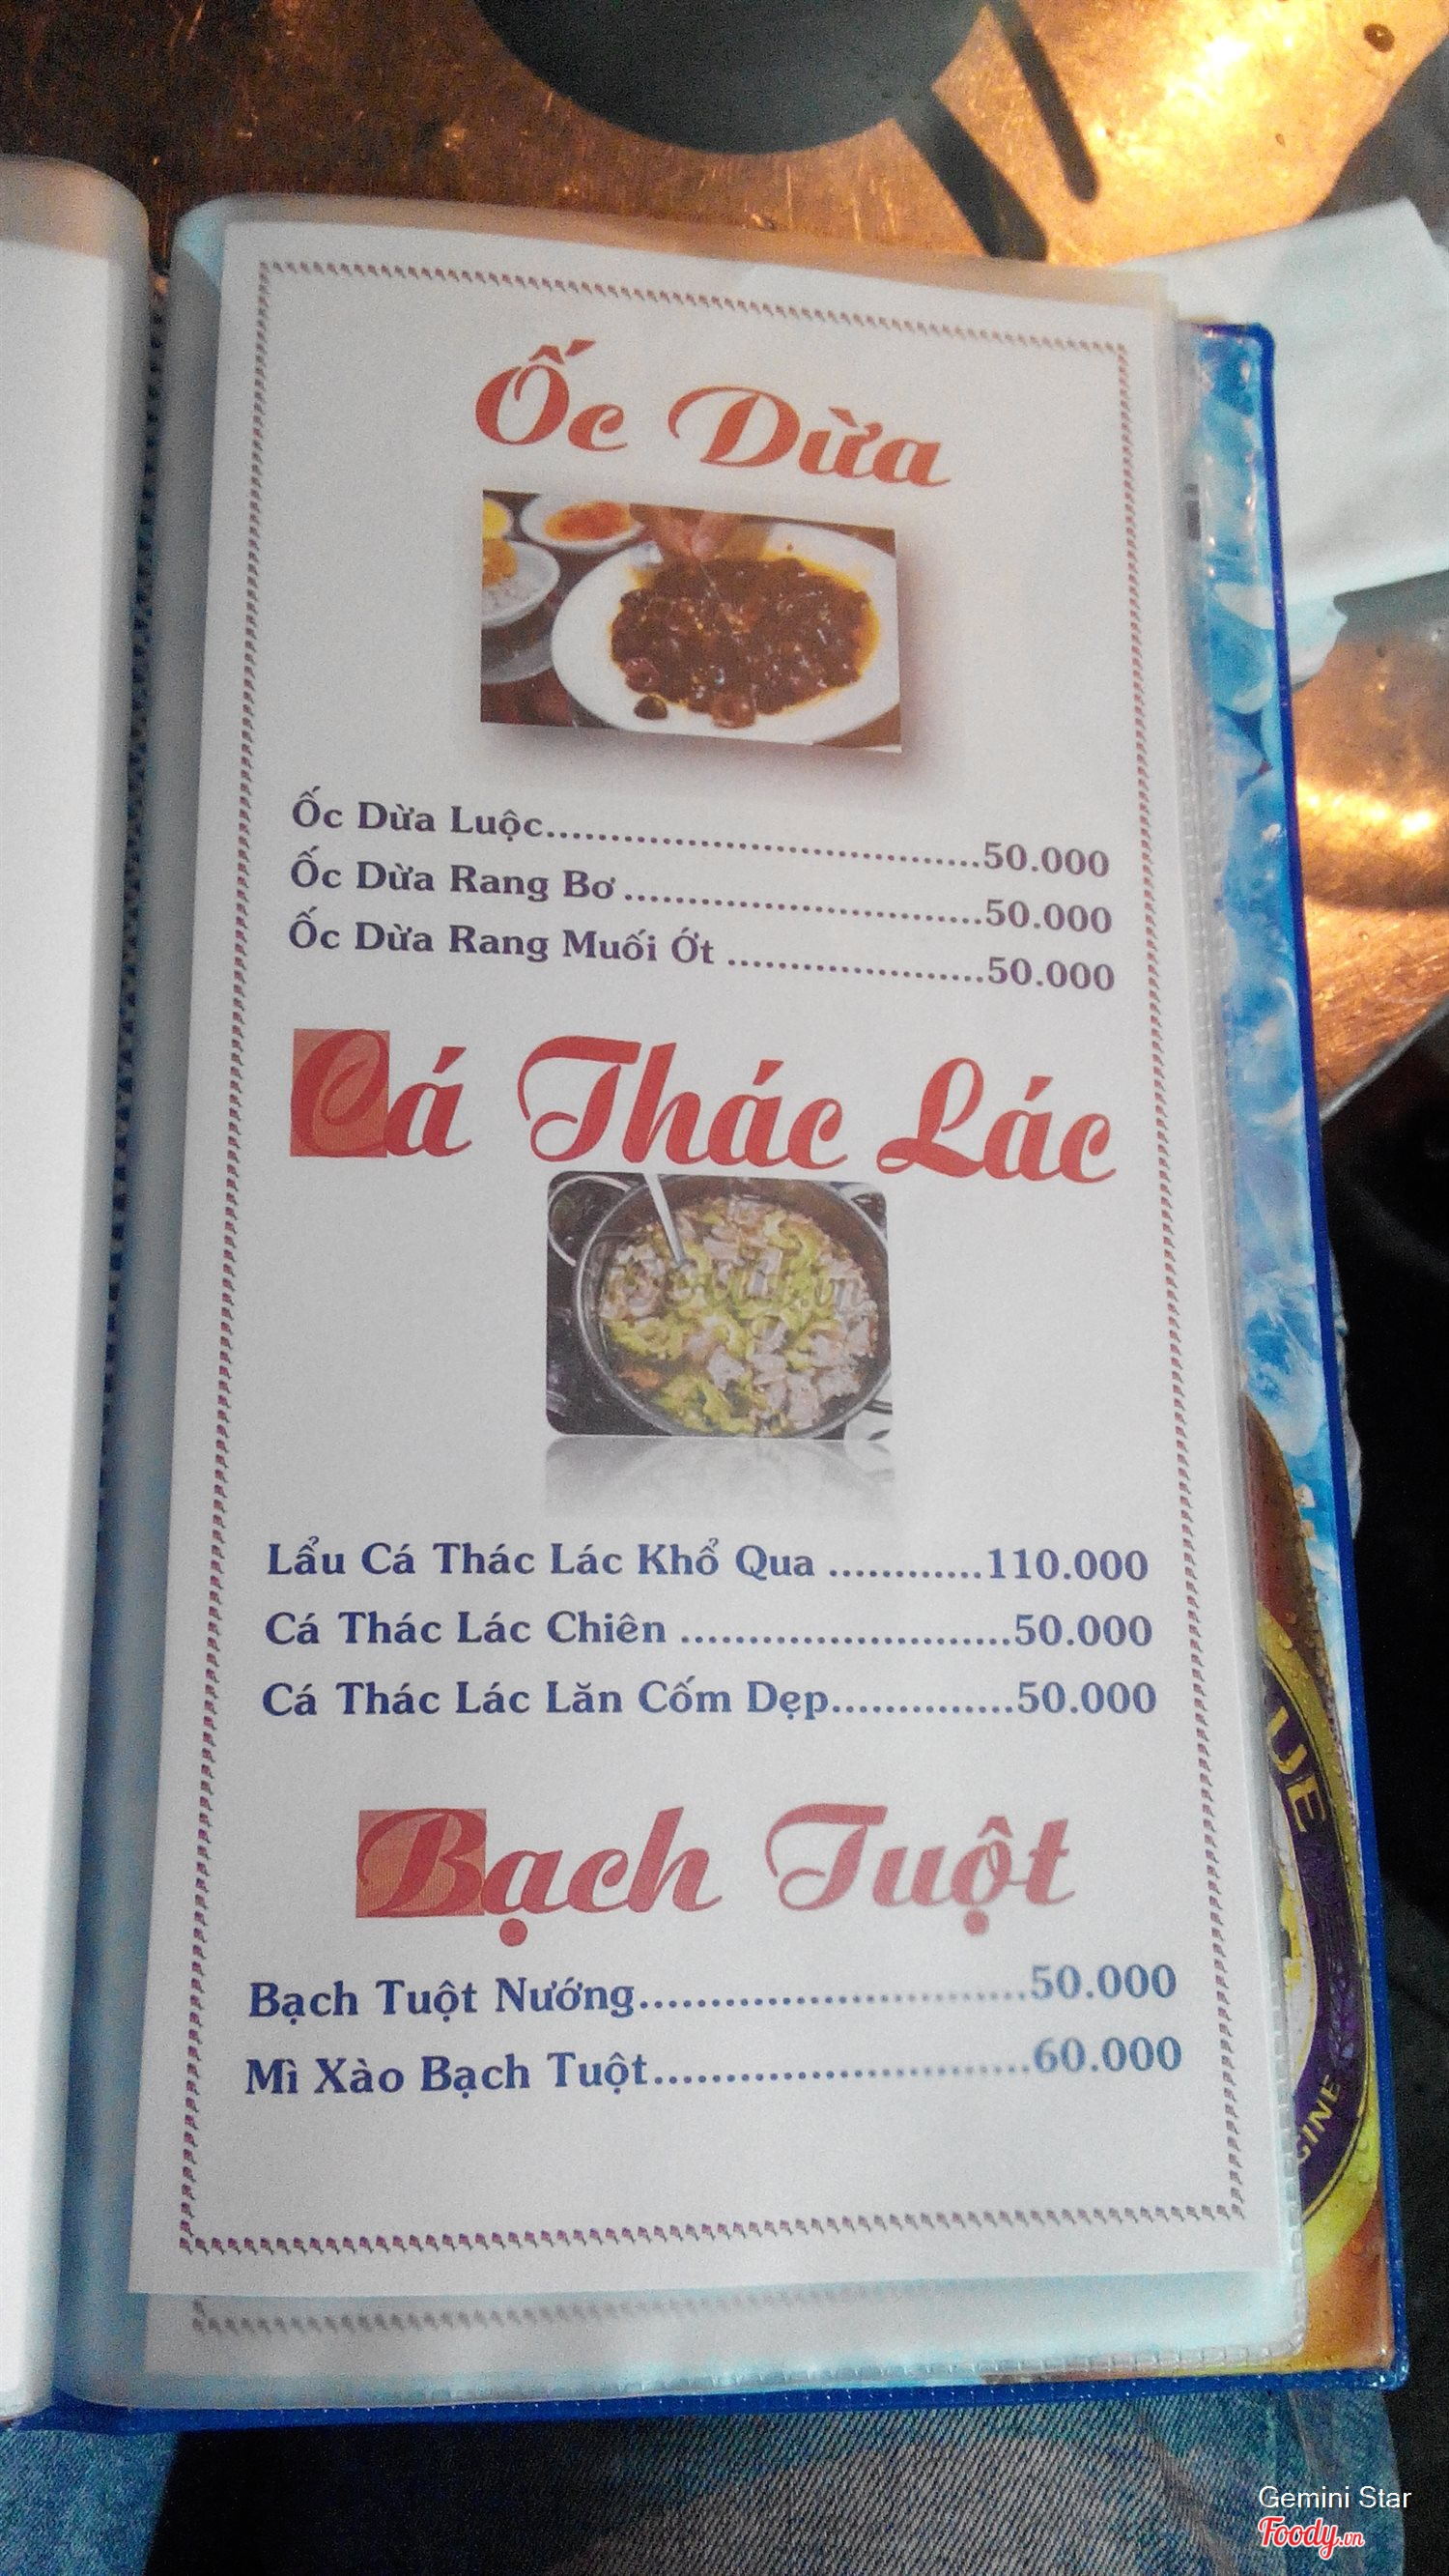 Ốc Dừa
Ốc Dừa Luộc..................................50.000
Ốc Dừa Rang Bơ............................50.000
Ốc Dừa Rang Muối Ớt ....................50.000
Cá Thác Lác
Lẩu Cá Thác Lác Khổ Qua ............110.000
Cá Thác Lác Chiên .........................50.000
Cá Thác Lác Lăn Cốm Dẹp..............50.000
Bạch Tuột
Bạch Tuột Nướng...........................50.000
Mì Xào Bạch Tuột..........................60.000
Gemini Star
Foody.vn